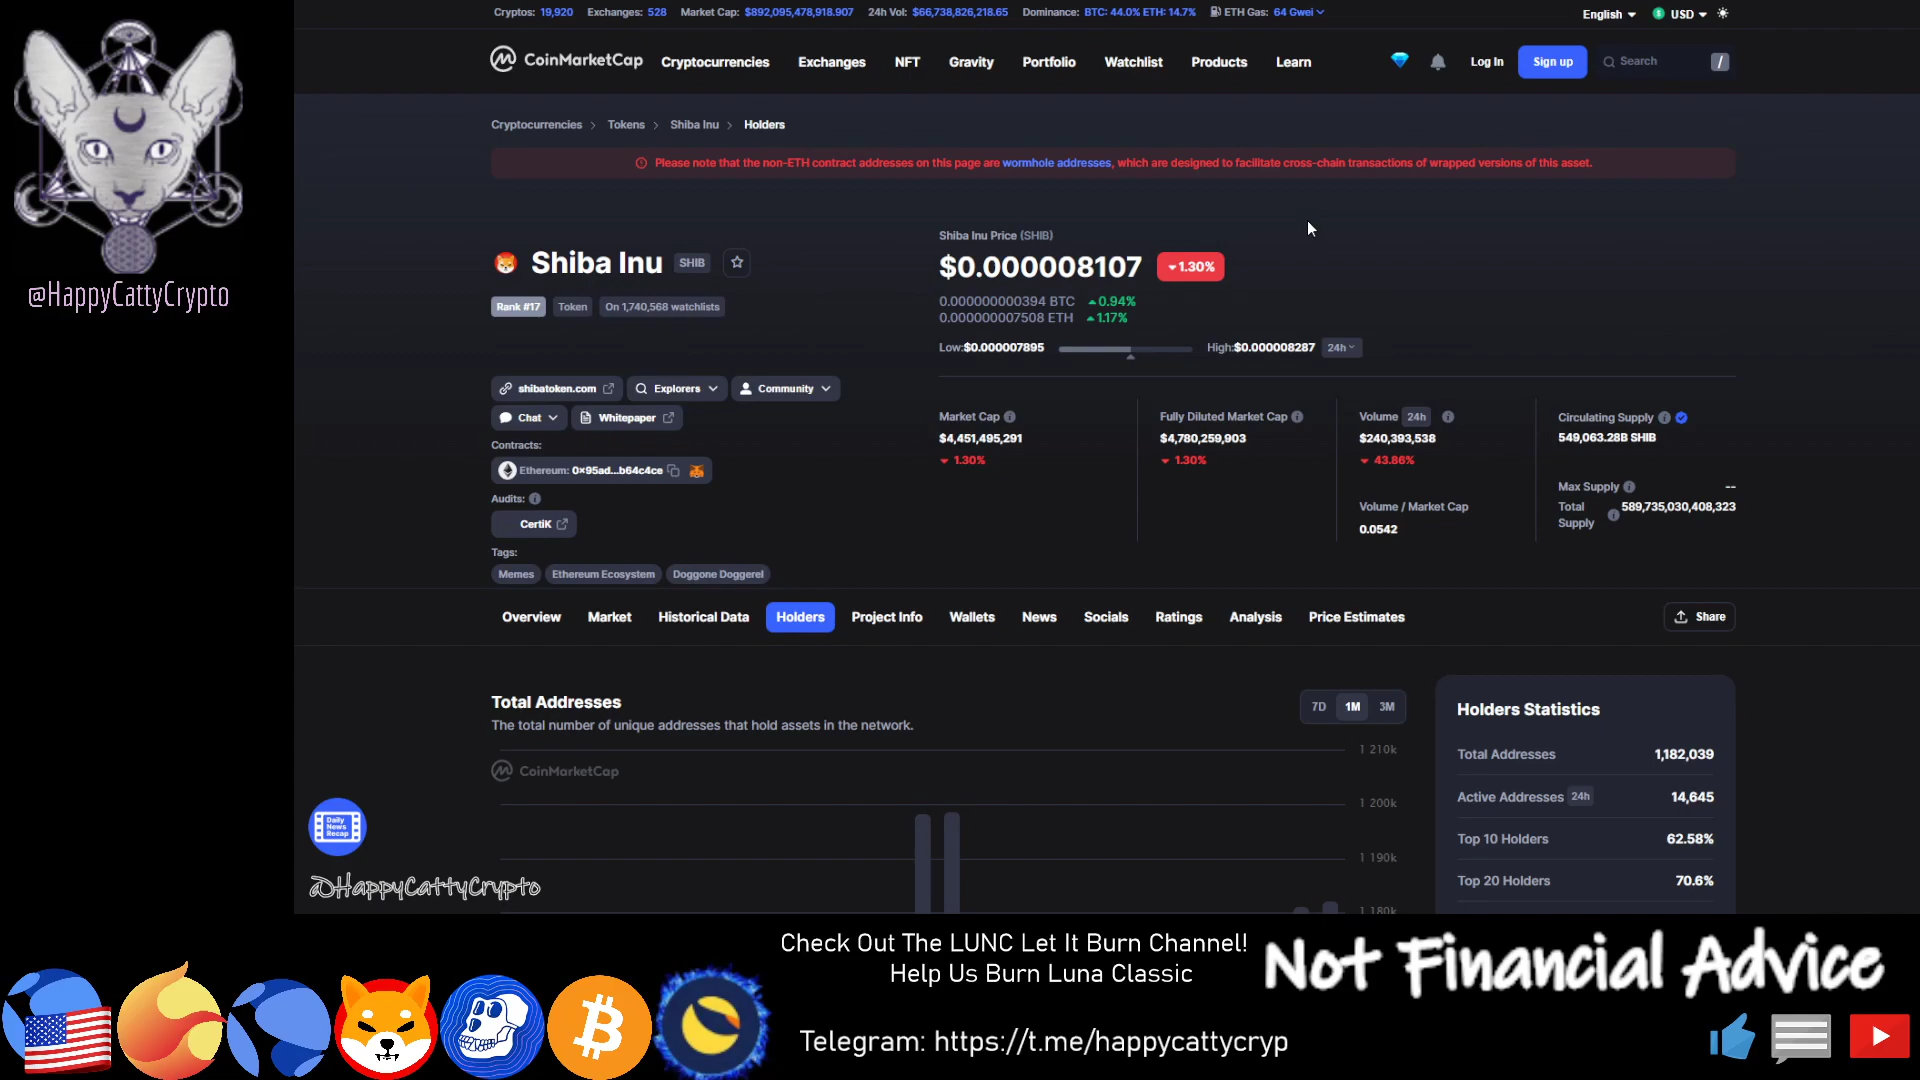 Cryptos: 19,920 Exchanges: 528 Market Cap: $892,095,478,918.907 24h Vol: $66,738,826,218.65 Dominance: BTC: 44.0% ETH: 14.7% ETH Gas: 64 Gwei
English USD
CoinMarketCap Cryptocurrencies Exchanges NFT Gravity Portfolio Watchlist Products Learn Log In Sign up Search /
Cryptocurrencies > Tokens > Shiba Inu > Holders
Please note that the non-ETH contract addresses on this page are wormhole addresses, which are designed to facilitate cross-chain transactions of wrapped versions of this asset.
@HappyCattyCrypto
Shiba Inu SHIB
Rank #17 Token On 1,740,568 watchlists
shibatoken.com Explorers Community
Chat Whitepaper
Contracts:
Ethereum: 0x95ad...b64c4ce
Audits:
CertiK
Tags:
Memes Ethereum Ecosystem Doggone Doggerel
Shiba Inu Price (SHIB)
$0.000008107 1.30%
0.000000000394 BTC 0.94%
0.000000007508 ETH 1.17%
Low:$0.000007895 High:$0.000008287 24h
Market Cap
$4,451,495,291
1.30%
Fully Diluted Market Cap
$4,780,259,903
1.30%
Volume 24h
$240,393,538
43.86%
Volume / Market Cap
0.0542
Circulating Supply
549,063.28B SHIB
Max Supply --
Total Supply 589,735,030,408,323
Overview Market Historical Data Holders Project Info Wallets News Socials Ratings Analysis Price Estimates Share
Total Addresses
The total number of unique addresses that hold assets in the network.
7D 1M 3M
1 210k
CoinMarketCap
1 200k
1 190k
1 180k
Holders Statistics
Total Addresses 1,182,039
Active Addresses 24h 14,645
Top 10 Holders 62.58%
Top 20 Holders 70.6%
Daily
News
Recap
@HappyCattyCrypto
Check Out The LUNC Let It Burn Channel!
Help Us Burn Luna Classic
Telegram: https://t.me/happycattycryp
Not Financial Advice